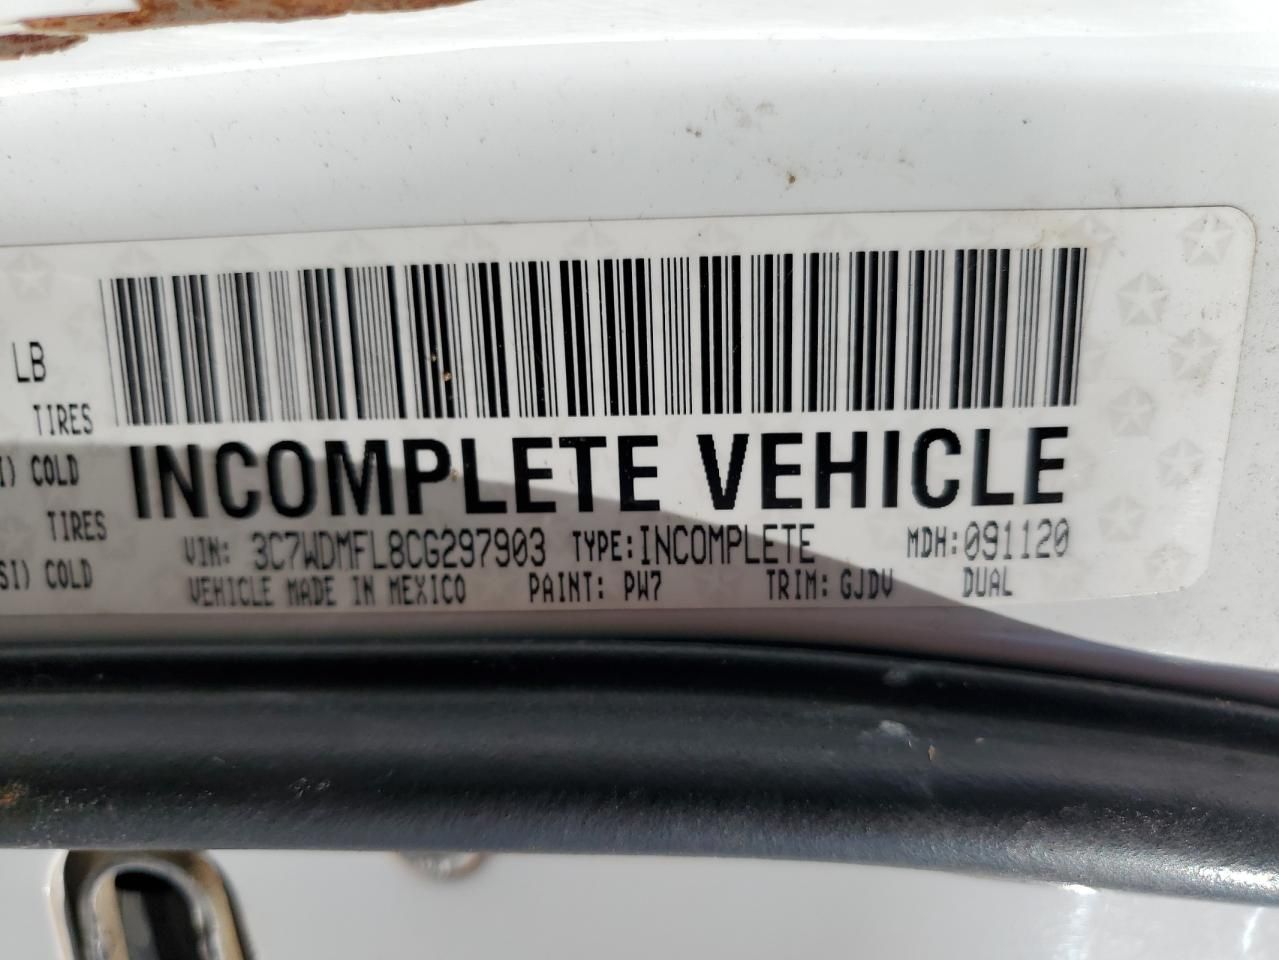 LB
TIRES
I) COLD
TIRES
SI) COLD
INCOMPLETE VEHICLE
VIN: 3C7WDMFL8CG297903 TYPE: INCOMPLETE MDH: 091120
VEHICLE MADE IN MEXICO PAINT: PW7 TRIM: GJDV DUAL